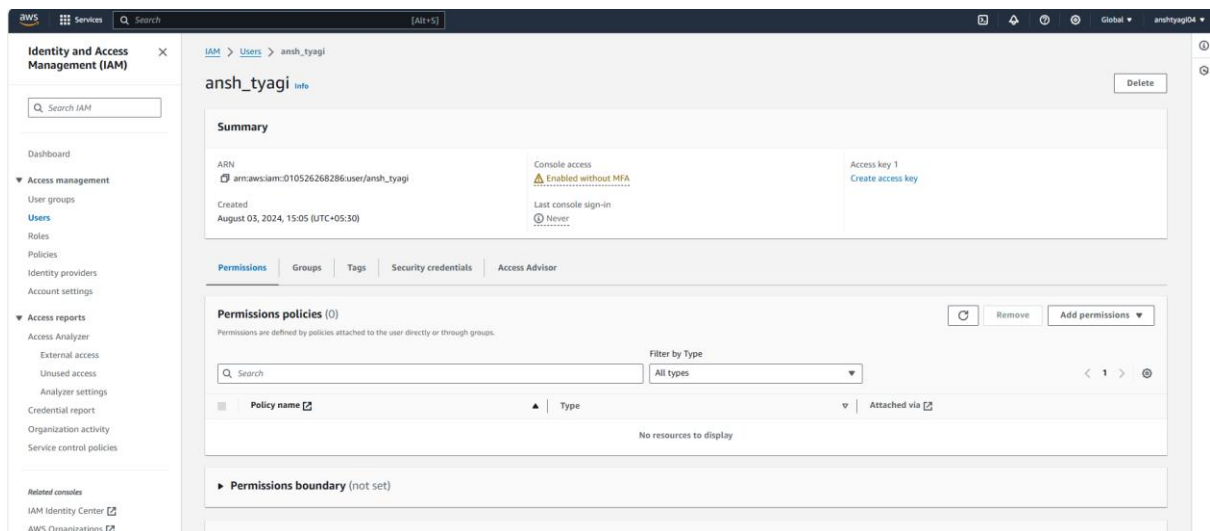 aws Services Search [Alt+S] Global anshtyagi04
Identity and Access Management (IAM)
Search IAM
Dashboard
Access management
User groups
Users
Roles
Policies
Identity providers
Account settings
Access reports
Access Analyzer
External access
Unused access
Analyzer settings
Credential report
Organization activity
Service control policies
Related consoles
IAM Identity Center
AWS Organizations
IAM > Users > ansh_tyagi
ansh_tyagi Info
Delete
Summary
ARN
arn:aws:iam::010526268286:user/ansh_tyagi
Console access
Enabled without MFA
Access key 1
Create access key
Created
August 03, 2024, 15:05 (UTC+05:30)
Last console sign-in
Never
Permissions Groups Tags Security credentials Access Advisor
Permissions policies (0)
Permissions are defined by policies attached to the user directly or through groups.
Remove
Add permissions
Filter by Type
Search
All types
1
Policy name Type Attached via
No resources to display
Permissions boundary (not set)